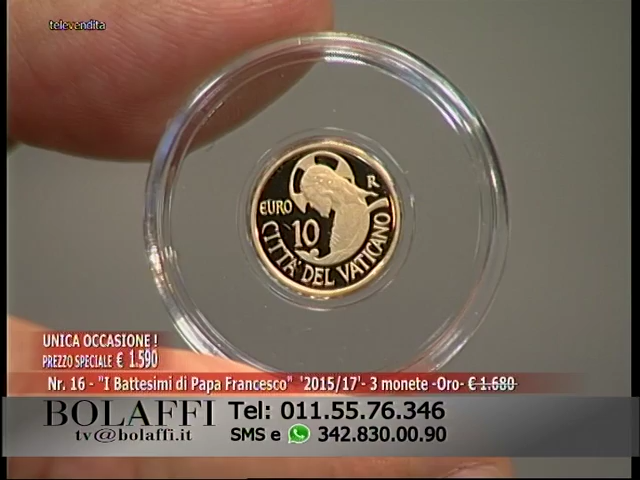 televendita
EURO
R
10
CITTA' DEL VATICANO
UNICA OCCASIONE !
PREZZO SPECIALE € 1.590
Nr. 16 - "I Battesimi di Papa Francesco" '2015/17'- 3 monete -Oro- € 1.680
BOLAFFI Tel: 011.55.76.346
tv@bolaffi.it SMS e 342.830.00.90